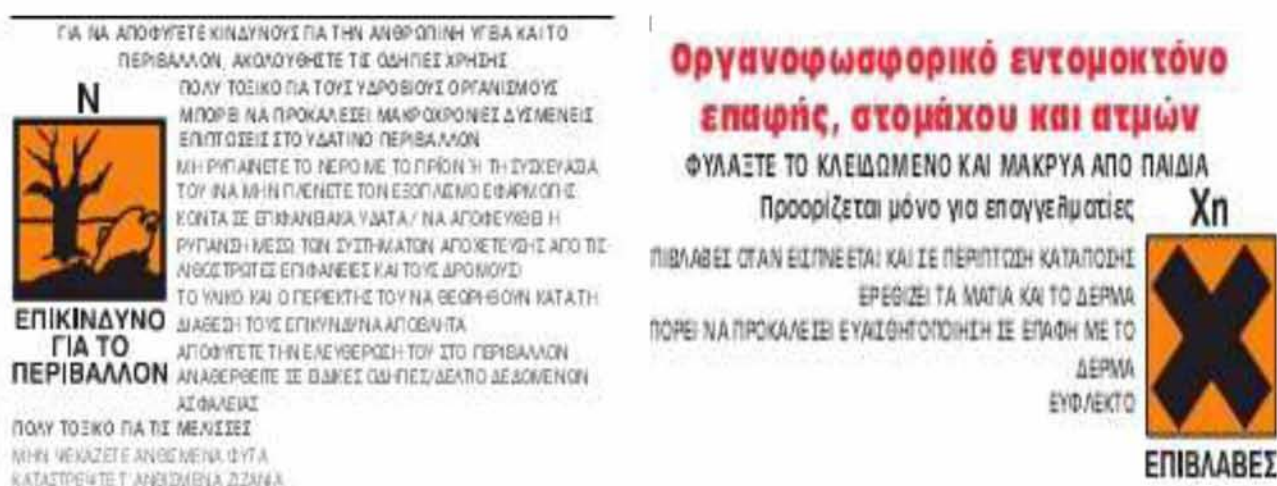 ΓΙΑ ΝΑ ΑΠΟΦΥΓΕΤΕ ΚΙΝΔΥΝΟΥΣ ΓΙΑ ΤΗΝ ΑΝΘΡΩΠΙΝΗ ΥΓΕΙΑ ΚΑΙ ΤΟ
ΠΕΡΙΒΑΛΛΟΝ, ΑΚΟΛΟΥΘΗΣΤΕ ΤΙΣ ΟΔΗΓΙΕΣ ΧΡΗΣΗΣ
N
ΕΠΙΚΙΝΔΥΝΟ
ΓΙΑ ΤΟ
ΠΕΡΙΒΑΛΛΟΝ
ΠΟΛΥ ΤΟΞΙΚΟ ΓΙΑ ΤΟΥΣ ΥΔΡΟΒΙΟΥΣ ΟΡΓΑΝΙΣΜΟΥΣ
ΜΠΟΡΕΙ ΝΑ ΠΡΟΚΑΛΕΣΕΙ ΜΑΚΡΟΧΡΟΝΙΕΣ ΔΥΣΜΕΝΕΙΣ
ΕΠΙΠΤΩΣΕΙΣ ΣΤΟ ΥΔΑΤΙΝΟ ΠΕΡΙΒΑΛΛΟΝ
ΜΗ ΡΥΠΑΙΝΕΤΕ ΤΟ ΝΕΡΟ ΜΕ ΤΟ ΠΡΪΟΝ Ή ΤΗ ΣΥΣΚΕΥΑΣΙΑ
ΤΟΥ (ΝΑ ΜΗΝ ΠΛΕΝΕΤΕ ΤΟΝ ΕΞΟΠΛΙΣΜΟ ΕΦΑΡΜΟΓΗΣ
ΚΟΝΤΑ ΣΕ ΕΠΙΦΑΝΕΙΑΚΑ ΥΔΑΤΑ / ΝΑ ΑΠΟΦΕΥΧΘΕΙ Η
ΡΥΠΑΝΣΗ ΜΕΣΩ ΤΩΝ ΣΥΣΤΗΜΑΤΩΝ ΑΠΟΧΕΤΕΥΣΗΣ ΑΠΟ ΤΙΣ
ΛΙΘΟΣΤΡΩΤΕΣ ΕΠΙΦΑΝΕΙΕΣ ΚΑΙ ΤΟΥΣ ΔΡΟΜΟΥΣ)
ΤΟ ΥΛΙΚΟ ΚΑΙ Ο ΠΕΡΙΕΚΤΗΣ ΤΟΥ ΝΑ ΘΕΩΡΗΘΟΥΝ ΚΑΤΑ ΤΗ
ΔΙΑΘΕΣΗ ΤΟΥΣ ΕΠΙΚΥΝΔΥΝΑ ΑΠΟΒΛΗΤΑ
ΑΠΟΦΥΓΕΤΕ ΤΗΝ ΕΛΕΥΘΕΡΩΣΗ ΤΟΥ ΣΤΟ ΠΕΡΙΒΑΛΛΟΝ
ΑΝΑΦΕΡΘΕΙΤΕ ΣΕ ΕΙΔΙΚΕΣ ΟΔΗΓΙΕΣ/ΔΕΛΤΙΟ ΔΕΔΟΜΕΝΩΝ
ΑΣΦΑΛΕΙΑΣ
ΠΟΛΥ ΤΟΞΙΚΟ ΓΙΑ ΤΙΣ ΜΕΛΙΣΣΕΣ
ΜΗΝ ΨΕΚΑΖΕΤΕ ΑΝΘΙΣΜΕΝΑ ΦΥΤΑ
ΚΑΤΑΣΤΡΕΨΤΕ Τ' ΑΝΘΙΣΜΕΝΑ ΖΙΖΑΝΙΑ
Οργανοφωσφορικό εντομοκτόνο
επαφής, στομάχου και ατμών
ΦΥΛΑΞΤΕ ΤΟ ΚΛΕΙΔΩΜΕΝΟ ΚΑΙ ΜΑΚΡΥΑ ΑΠΟ ΠΑΙΔΙΑ
Προορίζεται μόνο για επαγγελματίες
Xn
ΠΙΒΛΑΒΕΣ ΟΤΑΝ ΕΙΣΠΝΕΕΤΑΙ ΚΑΙ ΣΕ ΠΕΡΙΠΤΩΣΗ ΚΑΤΑΠΟΣΗΣ
ΕΡΕΘΙΖΕΙ ΤΑ ΜΑΤΙΑ ΚΑΙ ΤΟ ΔΕΡΜΑ
ΠΟΡΕΙ ΝΑ ΠΡΟΚΑΛΕΣΕΙ ΕΥΑΙΣΘΗΤΟΠΟΙΗΣΗ ΣΕ ΕΠΑΦΗ ΜΕ ΤΟ
ΔΕΡΜΑ
ΕΥΦΛΕΚΤΟ
ΕΠΙΒΛΑΒΕΣ